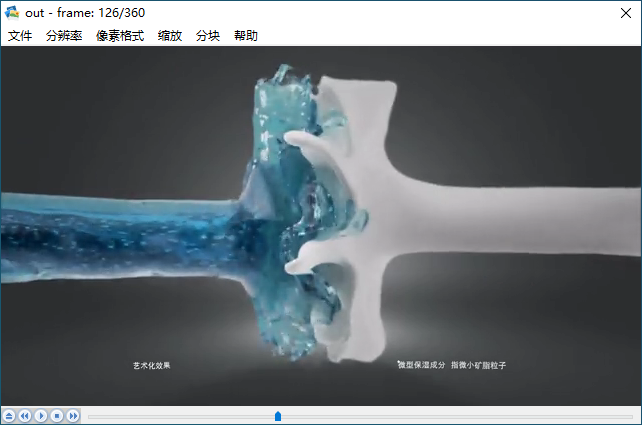 out - frame: 126/360
文件 分辨率 像素格式 缩放 分块 帮助
艺术化效果
*微型保湿成分 指微小矿脂粒子